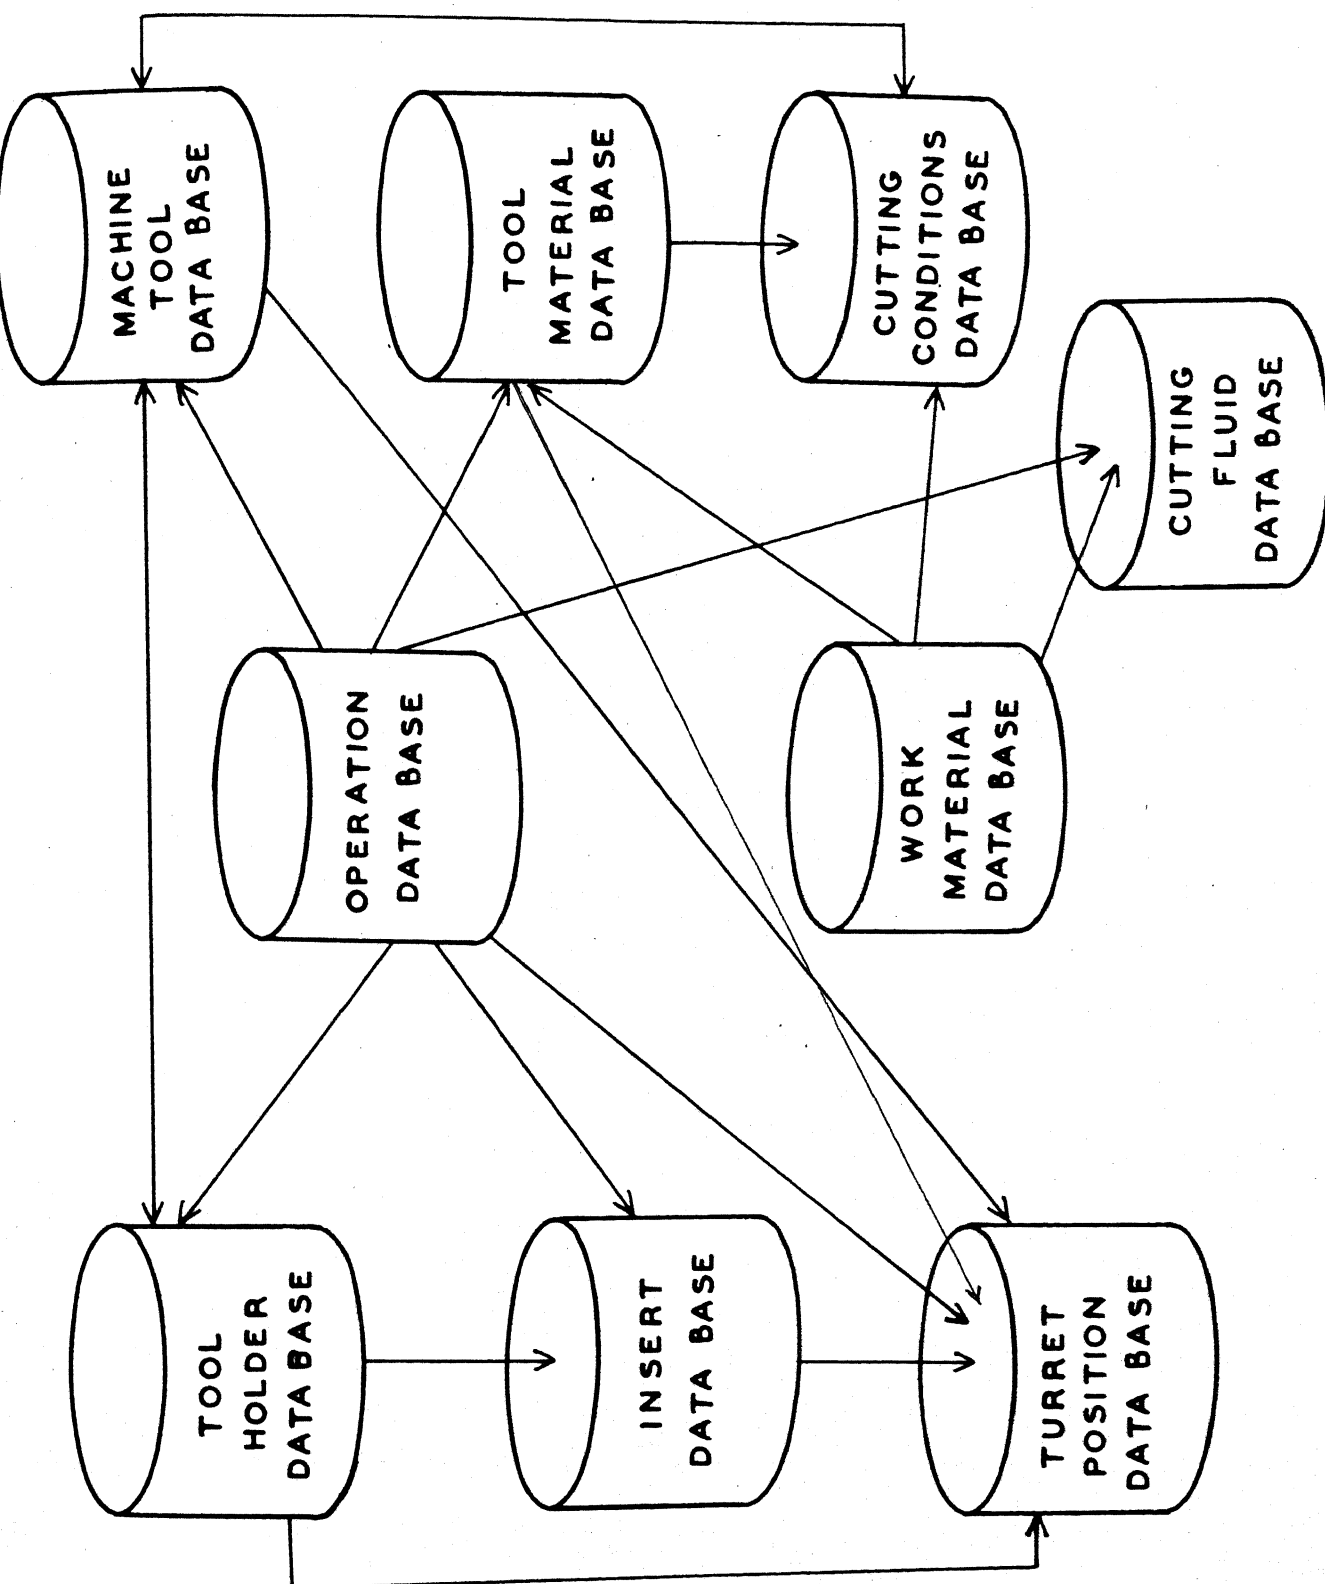 MACHINE
TOOL
DATA BASE
TOOL
MATERIAL
DATA BASE
CUTTING
CONDITIONS
DATA BASE
CUTTING
FLUID
DATA BASE
OPERATION
DATA BASE
WORK
MATERIAL
DATA BASE
TOOL
HOLDER
DATA BASE
INSERT
DATA BASE
TURRET
POSITION
DATA BASE